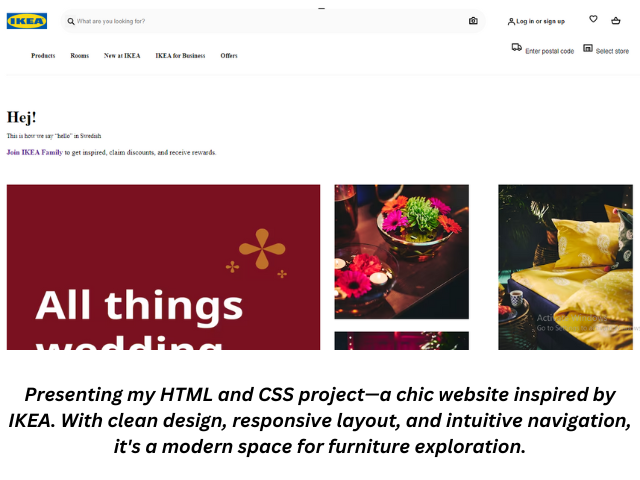 IKEA
What are you looking for?
Log in or sign up
Products Rooms New at IKEA IKEA for Business Offers
Enter postal code Select store
Hej!
This is how we say "hello" in Swedish
Join IKEA Family to get inspired, claim discounts, and receive rewards.
All things
wedding
Go to
Presenting my HTML and CSS project—a chic website inspired by
IKEA. With clean design, responsive layout, and intuitive navigation,
it's a modern space for furniture exploration.